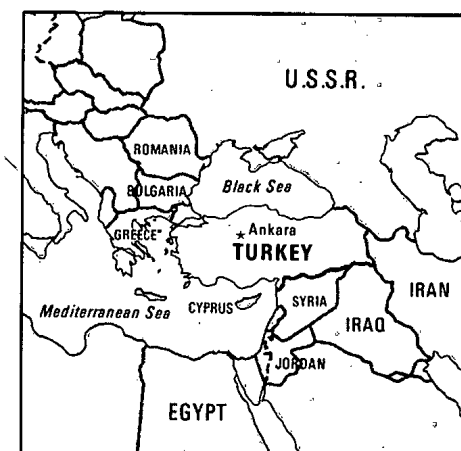 U.S.S.R.
ROMANIA
BULGARIA
Black Sea
GREECE
Ankara
TURKEY
IRAN
Mediterranean Sea
CYPRUS
SYRIA
IRAQ
JORDAN
EGYPT